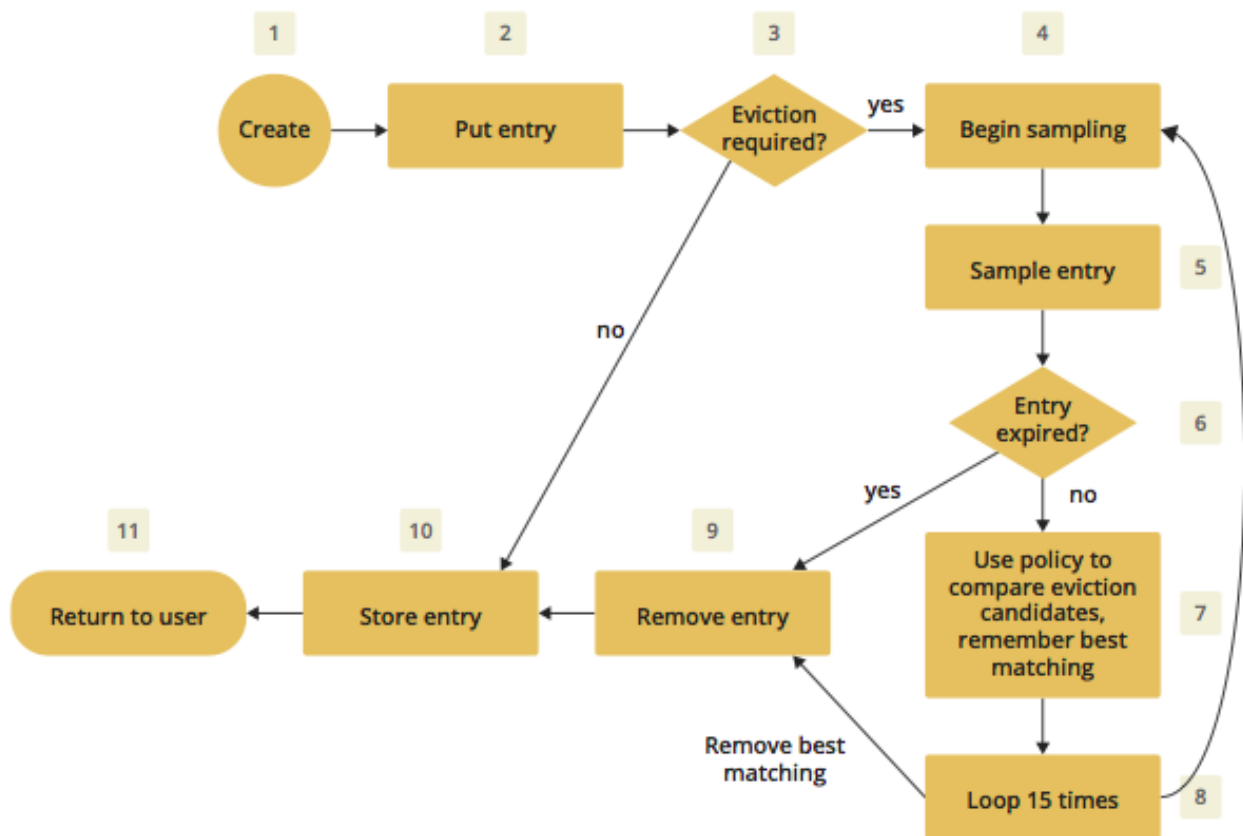 1
2
3
4
Create
Put entry
Eviction
required?
yes
Begin sampling
Sample entry
5
no
Entry
expired?
6
yes
no
11
10
9
Use policy to
compare eviction
candidates,
remember best
matching
7
Return to user
Store entry
Remove entry
Remove best
matching
Loop 15 times
8